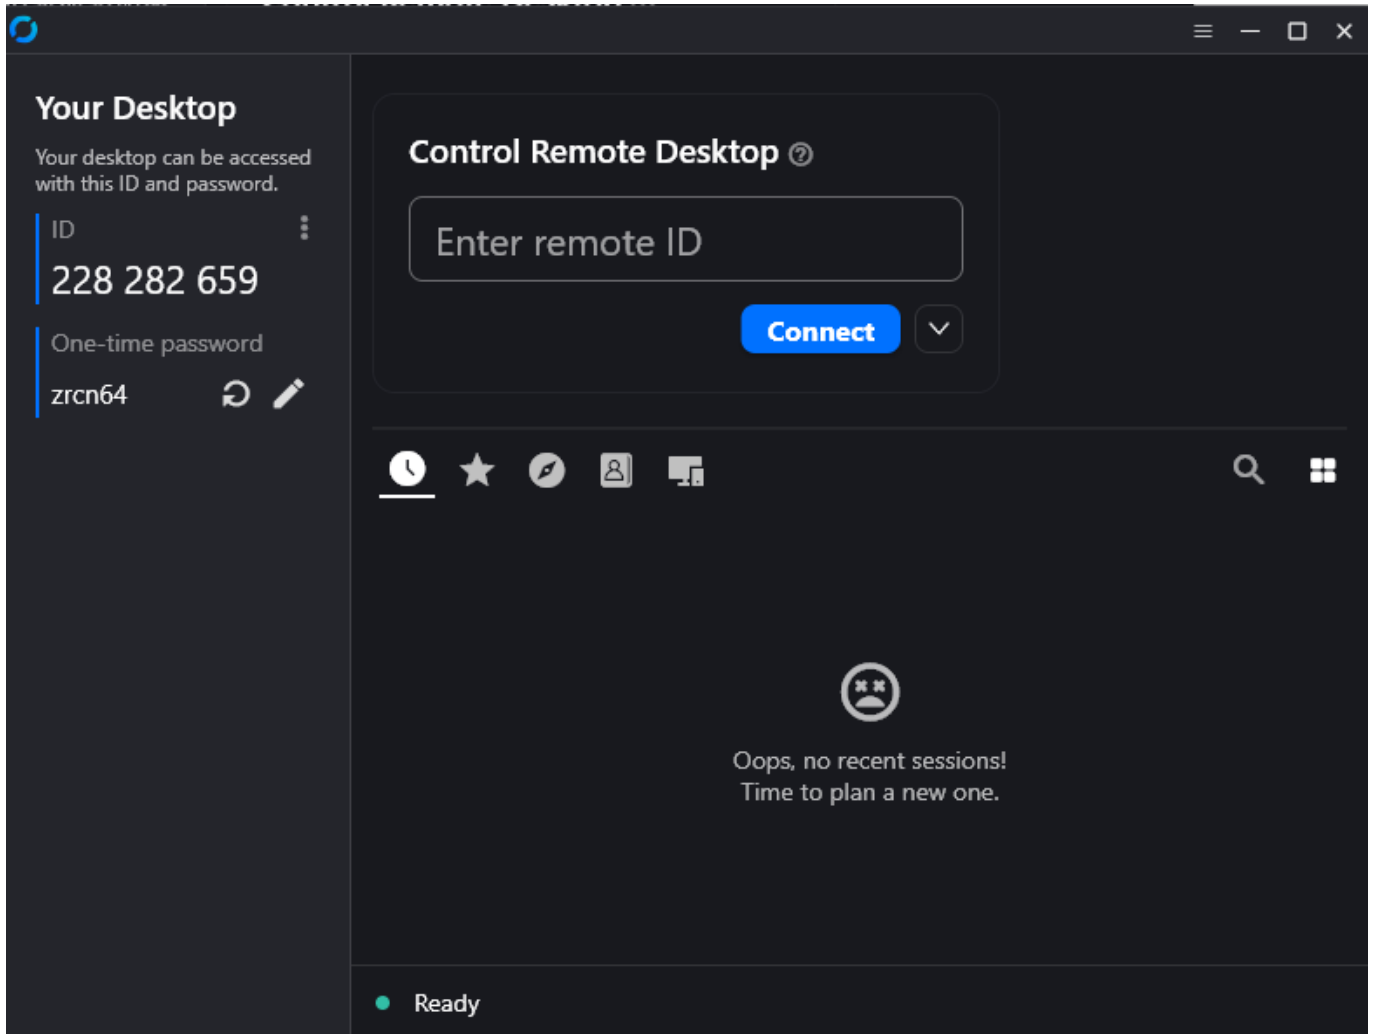 Your Desktop
Your desktop can be accessed
with this ID and password.
ID
228 282 659
One-time password
zrcn64
Control Remote Desktop
Enter remote ID
Connect
Oops, no recent sessions!
Time to plan a new one.
Ready